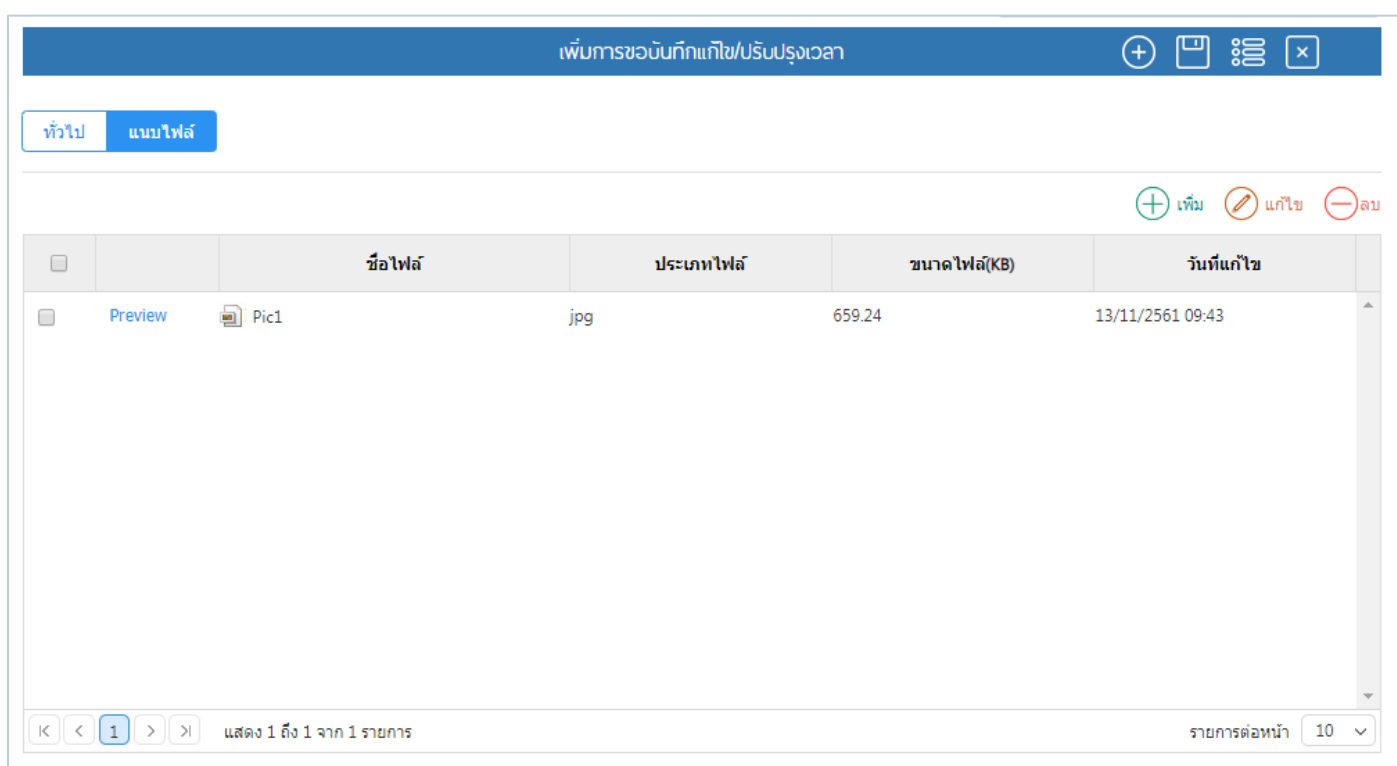 เพิ่มการขอบันทึกแก้ไข/ปรับปรุงเวลา
ทั่วไป แนบไฟล์
เพิ่ม แก้ไข ลบ
ชื่อไฟล์ ประเภทไฟล์ ขนาดไฟล์(KB) วันที่แก้ไข
Preview Pic1 jpg 659.24 13/11/2561 09:43
1 แสดง 1 ถึง 1 จาก 1 รายการ รายการต่อหน้า 10